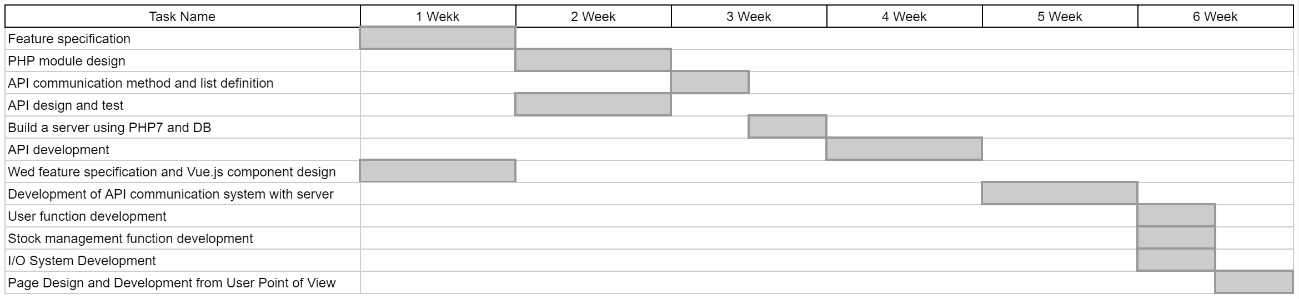 Task Name 1 Wekk 2 Week 3 Week 4 Week 5 Week 6 Week
Feature specification
PHP module design
API communication method and list definition
API design and test
Build a server using PHP7 and DB
API development
Wed feature specification and Vue.js component design
Development of API communication system with server
User function development
Stock management function development
I/O System Development
Page Design and Development from User Point of View